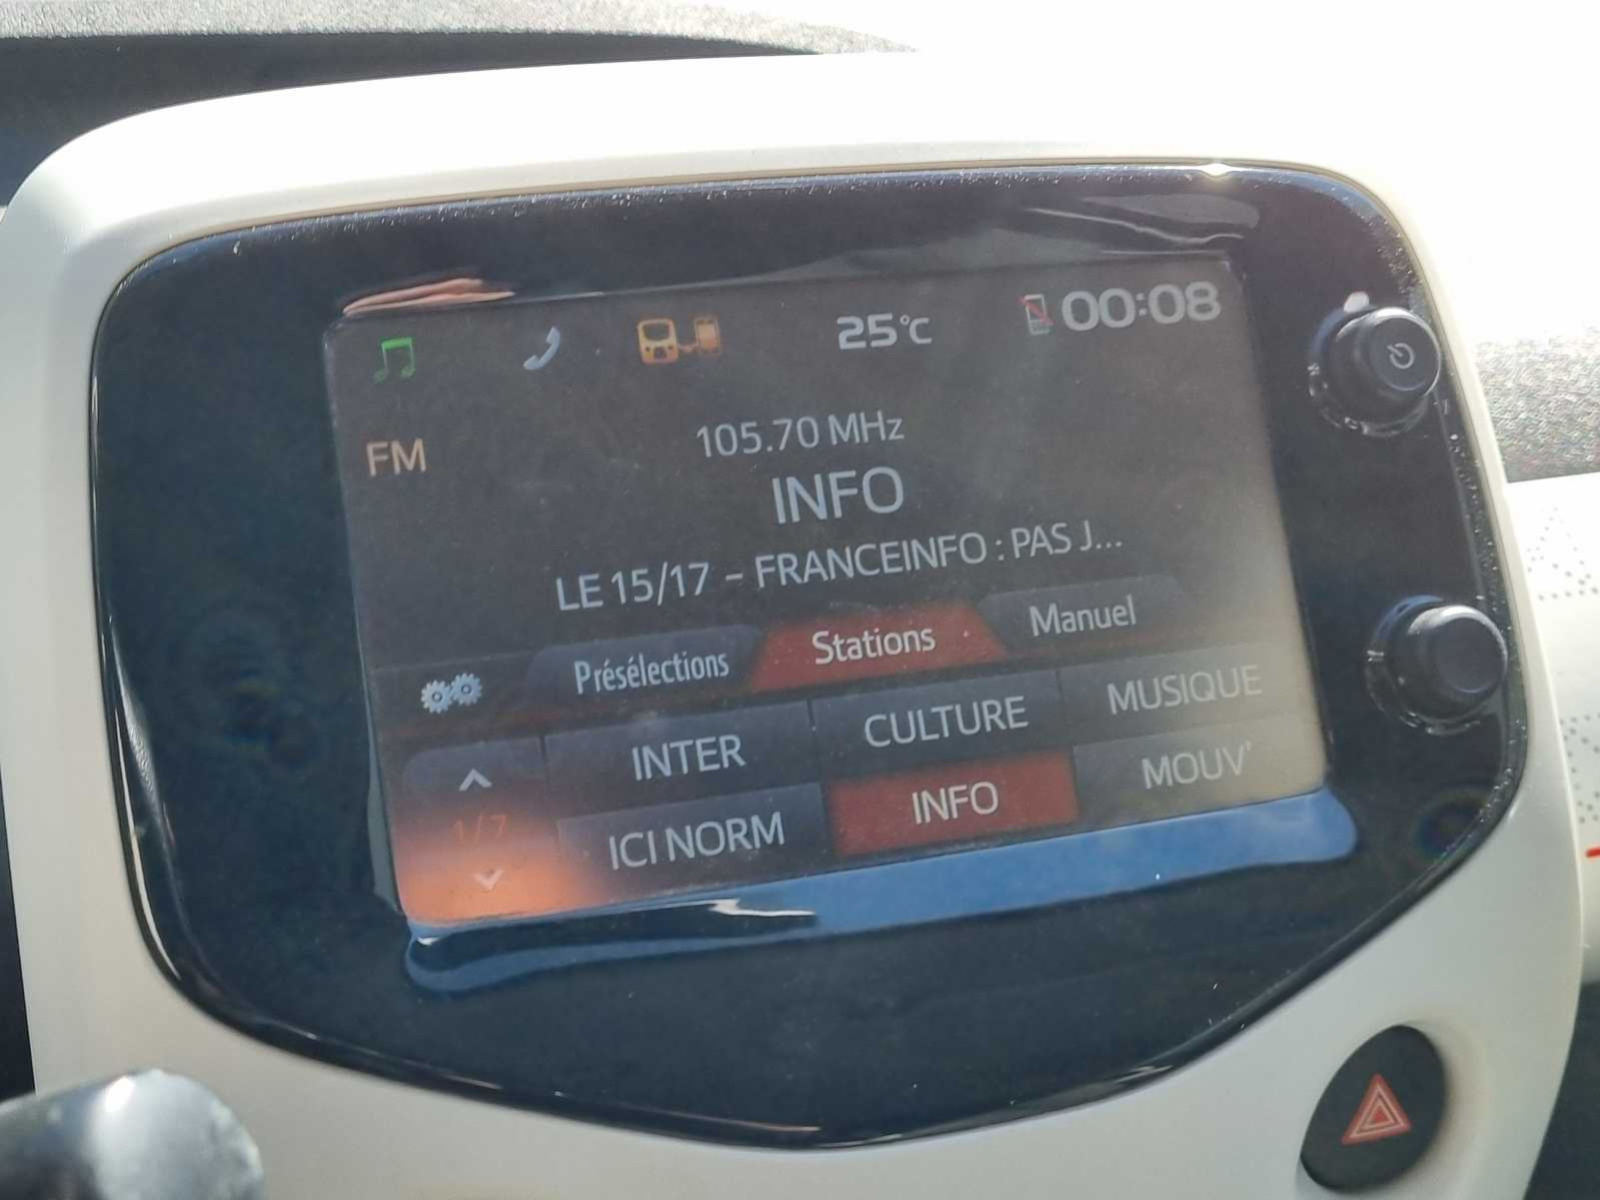 25°C
00:08
FM
105.70 MHz
INFO
LE 15/17 - FRANCEINFO : PAS J...
Présélections
Stations
Manuel
INTER
CULTURE
MUSIQUE
1/7
ICI NORM
INFO
MOUV'